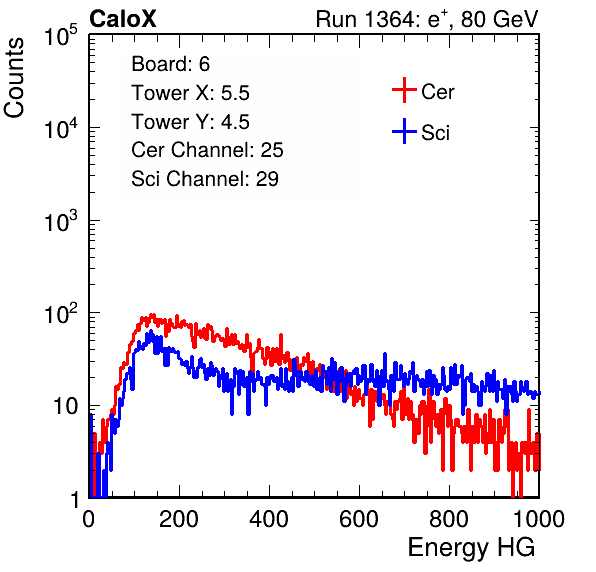 CaloX
Run 1364: e⁺, 80 GeV
Board: 6
Tower X: 5.5
Tower Y: 4.5
Cer Channel: 25
Sci Channel: 29
Cer
Sci
Counts
10⁵
10⁴
10³
10²
10
1
0 200 400 600 800 1000
Energy HG